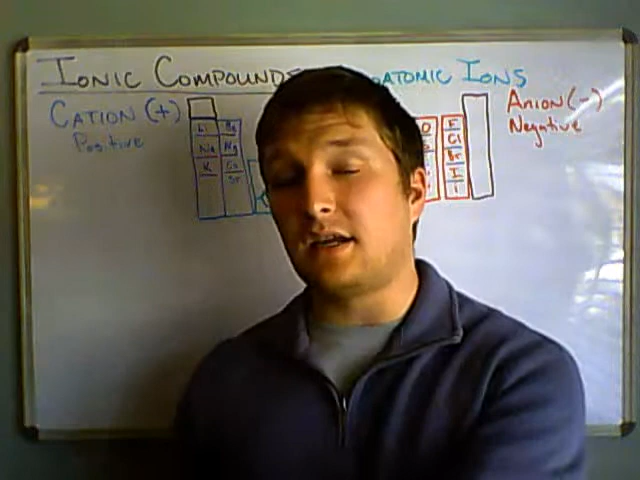 IONIC COMPOUNDS ATOMIC IONS
CATION (+)
Positive
ANION (-)
Negative
Li Be
Na Mg
K Ca
Sr
O F
S Cl
Br
I